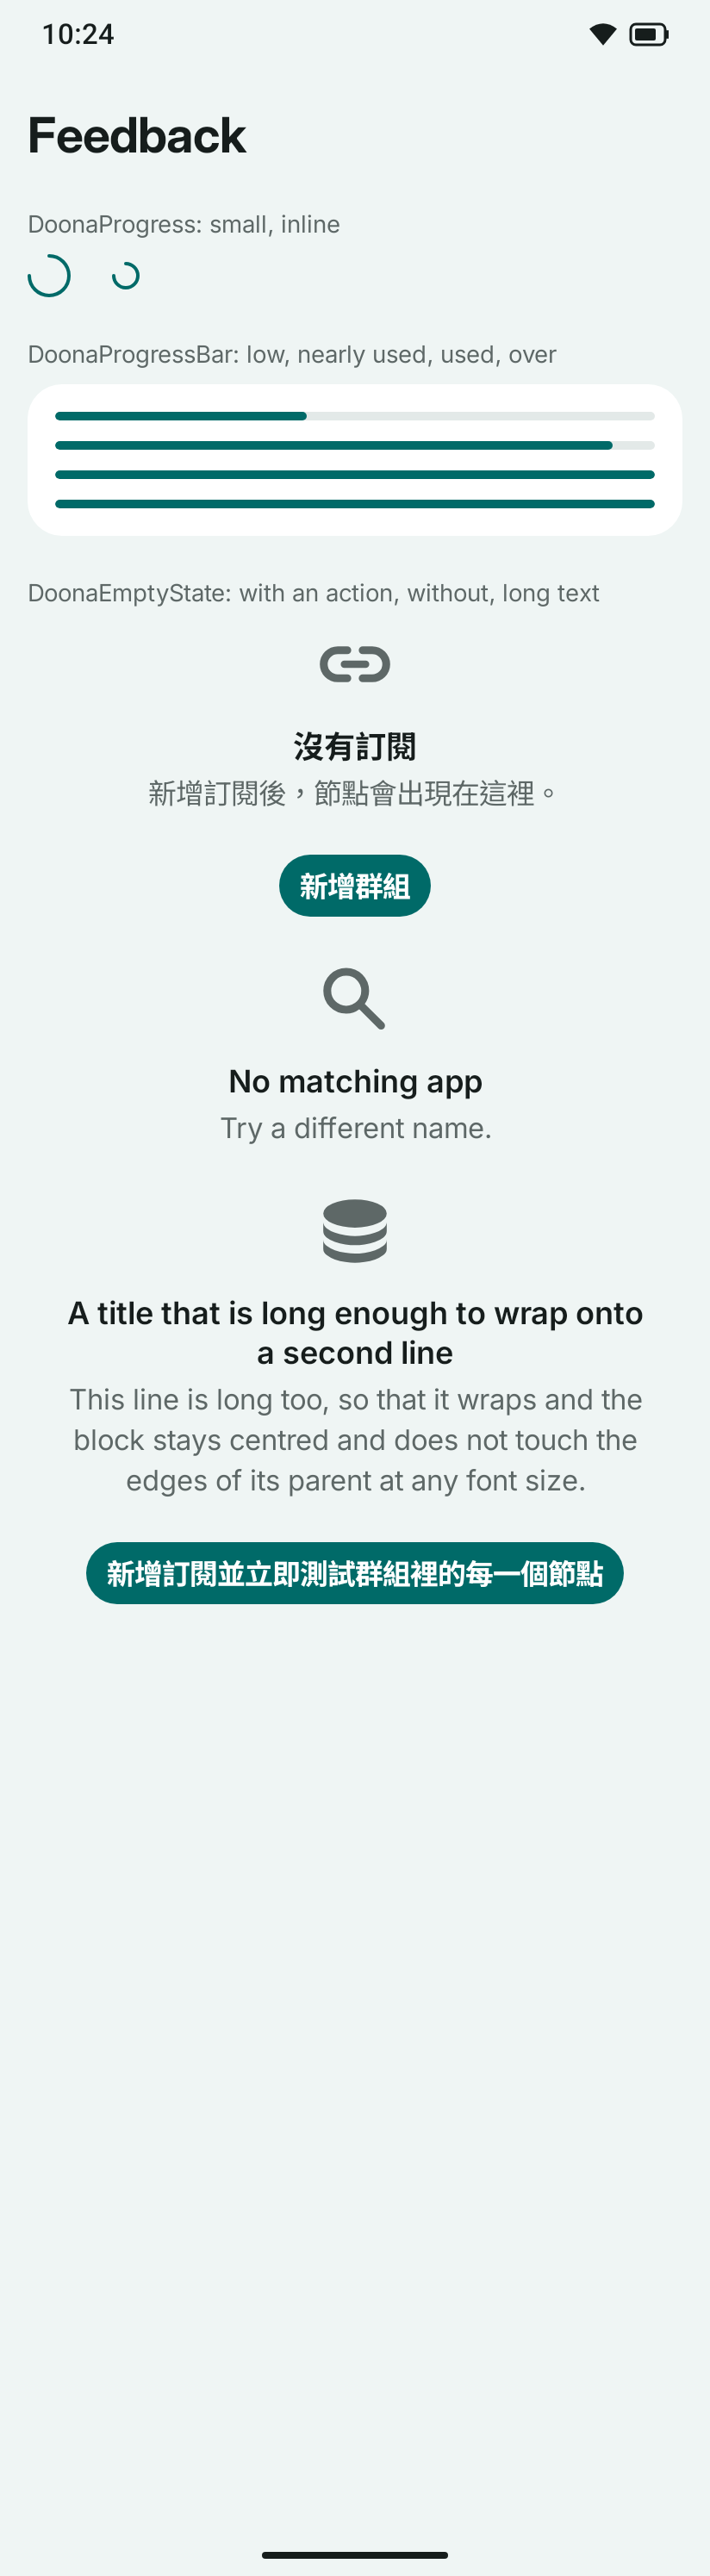 10:24
Feedback
DoonaProgress: small, inline
DoonaProgressBar: low, nearly used, used, over
DoonaEmptyState: with an action, without, long text
沒有訂閱
新增訂閱後，節點會出現在這裡。
新增群組
No matching app
Try a different name.
A title that is long enough to wrap onto
a second line
This line is long too, so that it wraps and the
block stays centred and does not touch the
edges of its parent at any font size.
新增訂閱並立即測試群組裡的每一個節點